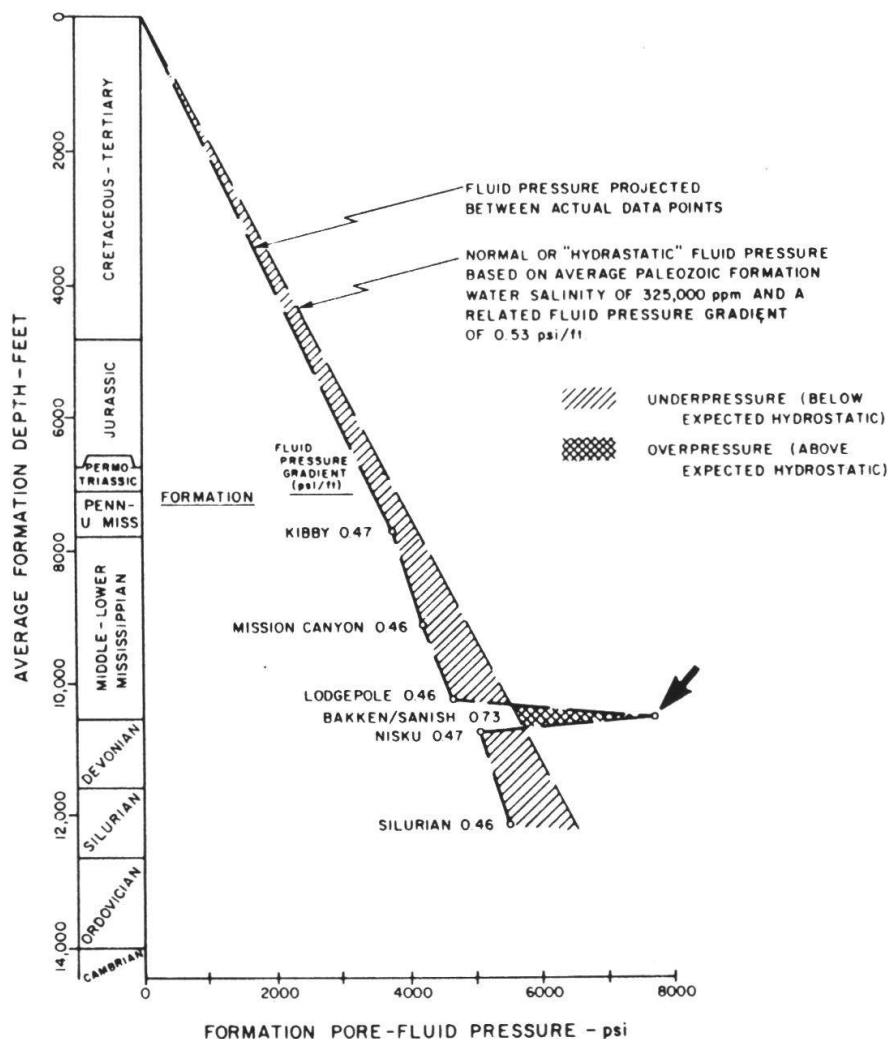 0
2000
4000
6000
8000
10,000
12,000
14,000
AVERAGE FORMATION DEPTH-FEET
CRETACEOUS-TERTIARY
JURASSIC
PERMO
TRIASSIC
PENN-
U MISS
MIDDLE-LOWER
MISSISSIPPIAN
DEVONIAN
SILURIAN
ORDOVICIAN
CAMBRIAN
FLUID PRESSURE PROJECTED
BETWEEN ACTUAL DATA POINTS
NORMAL OR "HYDRASTATIC" FLUID PRESSURE
BASED ON AVERAGE PALEOZOIC FORMATION
WATER SALINITY OF 325,000 ppm AND A
RELATED FLUID PRESSURE GRADIENT
OF 0.53 psi/ft.
UNDERPRESSURE (BELOW
EXPECTED HYDROSTATIC)
OVERPRESSURE (ABOVE
EXPECTED HYDROSTATIC)
FLUID
PRESSURE
GRADIENT
(psi/ft)
FORMATION
KIBBY 0.47
MISSION CANYON 0.46
LODGEPOLE 0.46
BAKKEN/SANISH 0.73
NISKU 0.47
SILURIAN 0.46
0 2000 4000 6000 8000
FORMATION PORE-FLUID PRESSURE - psi